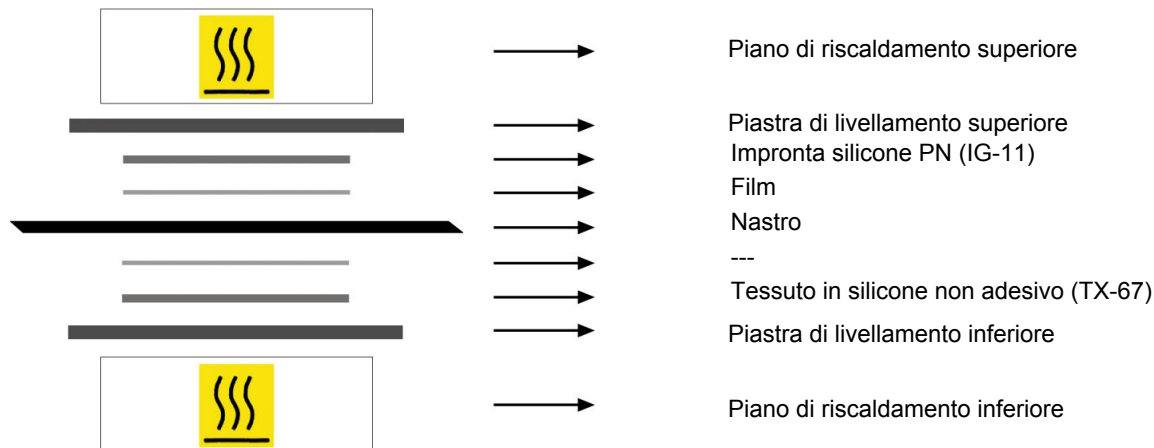 Piano di riscaldamento superiore
Piastra di livellamento superiore
Impronta silicone PN (IG-11)
Film
Nastro
---
Tessuto in silicone non adesivo (TX-67)
Piastra di livellamento inferiore
Piano di riscaldamento inferiore